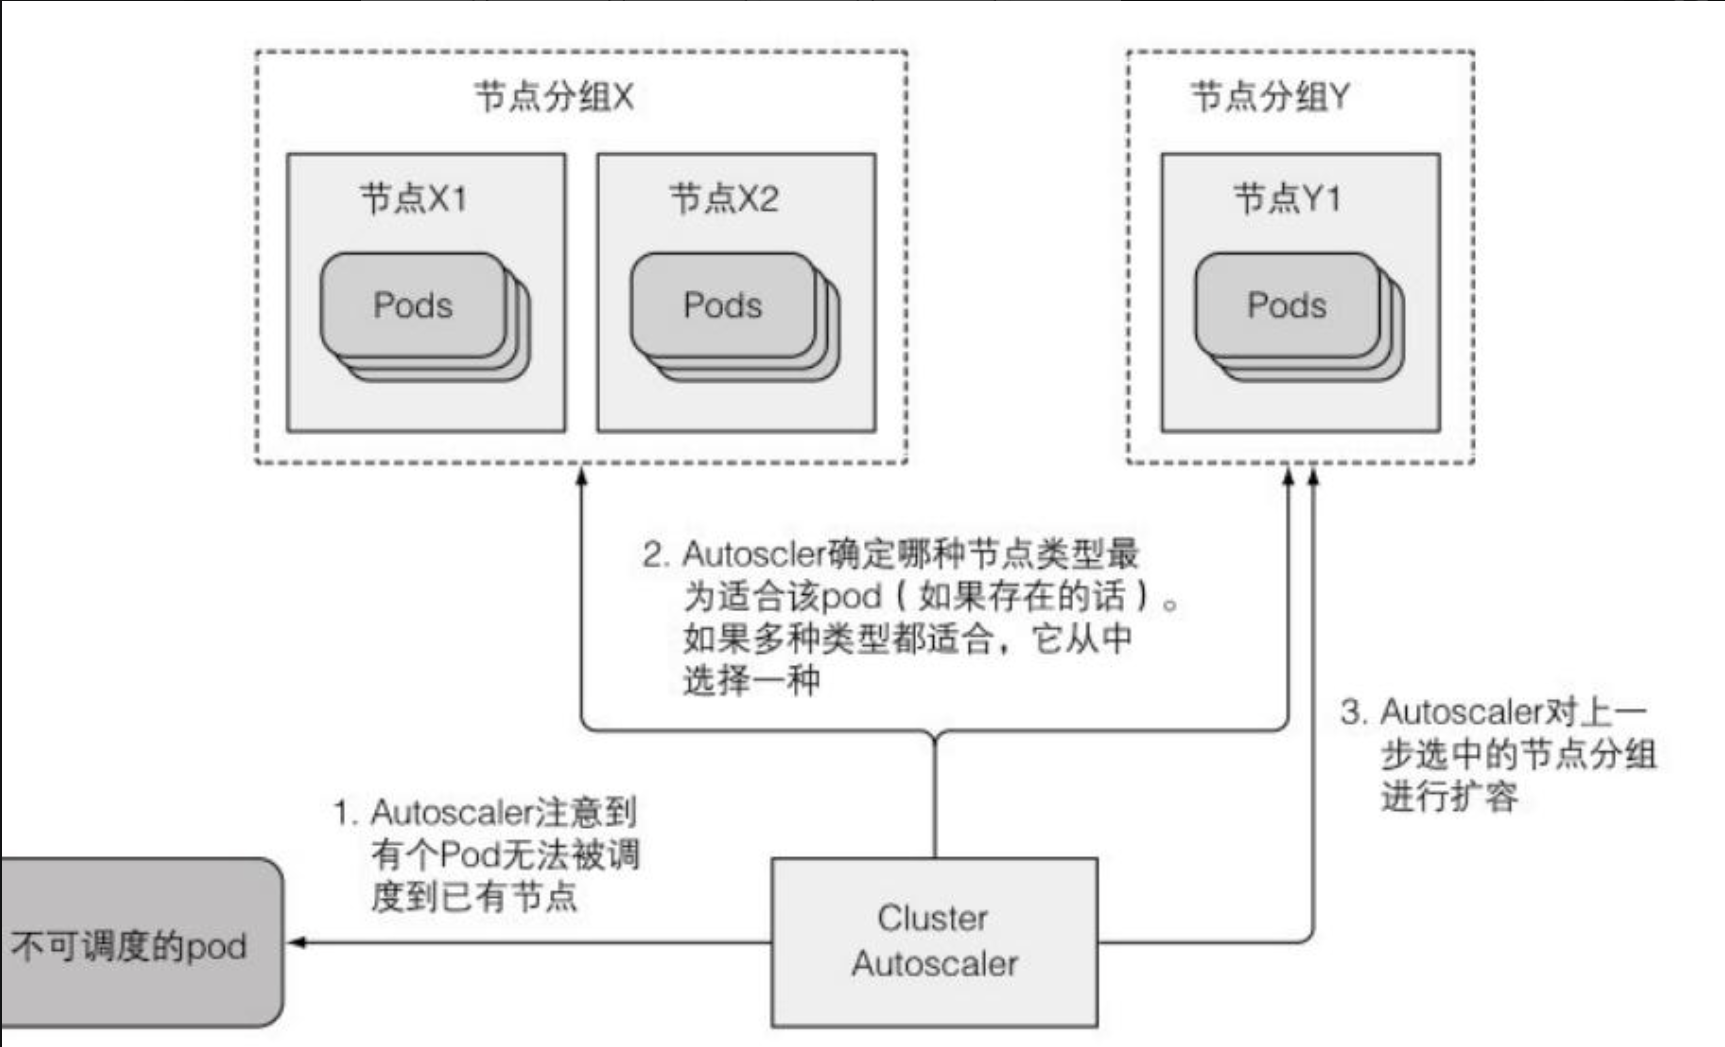 节点分组X
节点X1
Pods
节点X2
Pods
节点分组Y
节点Y1
Pods
2. Autoscler确定哪种节点类型最
为适合该pod（如果存在的话）。
如果多种类型都适合，它从中
选择一种
3. Autoscaler对上一
步选中的节点分组
进行扩容
1. Autoscaler注意到
有个Pod无法被调
度到已有节点
不可调度的pod
Cluster
Autoscaler